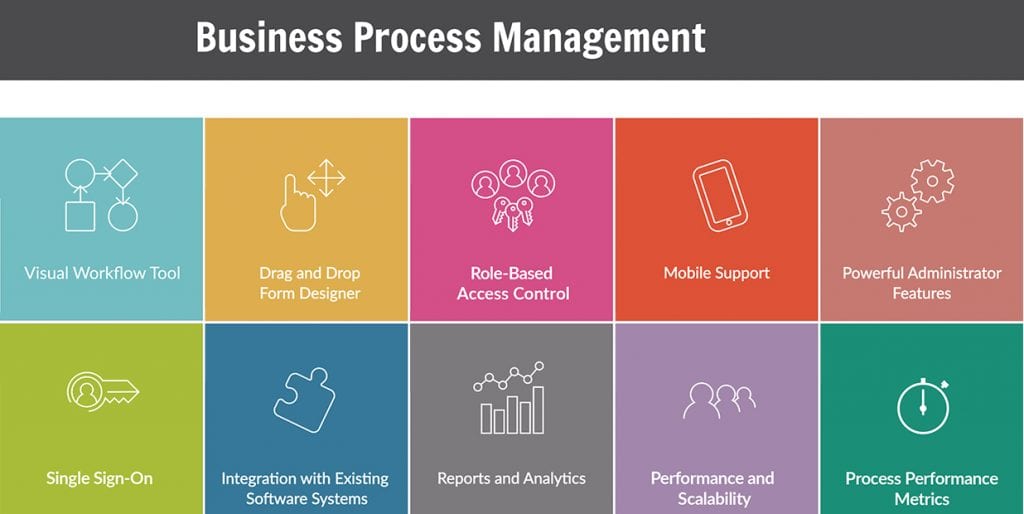 Business Process Management
Visual Workflow Tool
Drag and Drop
Form Designer
Role-Based
Access Control
Mobile Support
Powerful Administrator
Features
Single Sign-On
Integration with Existing
Software Systems
Reports and Analytics
Performance and
Scalability
Process Performance
Metrics